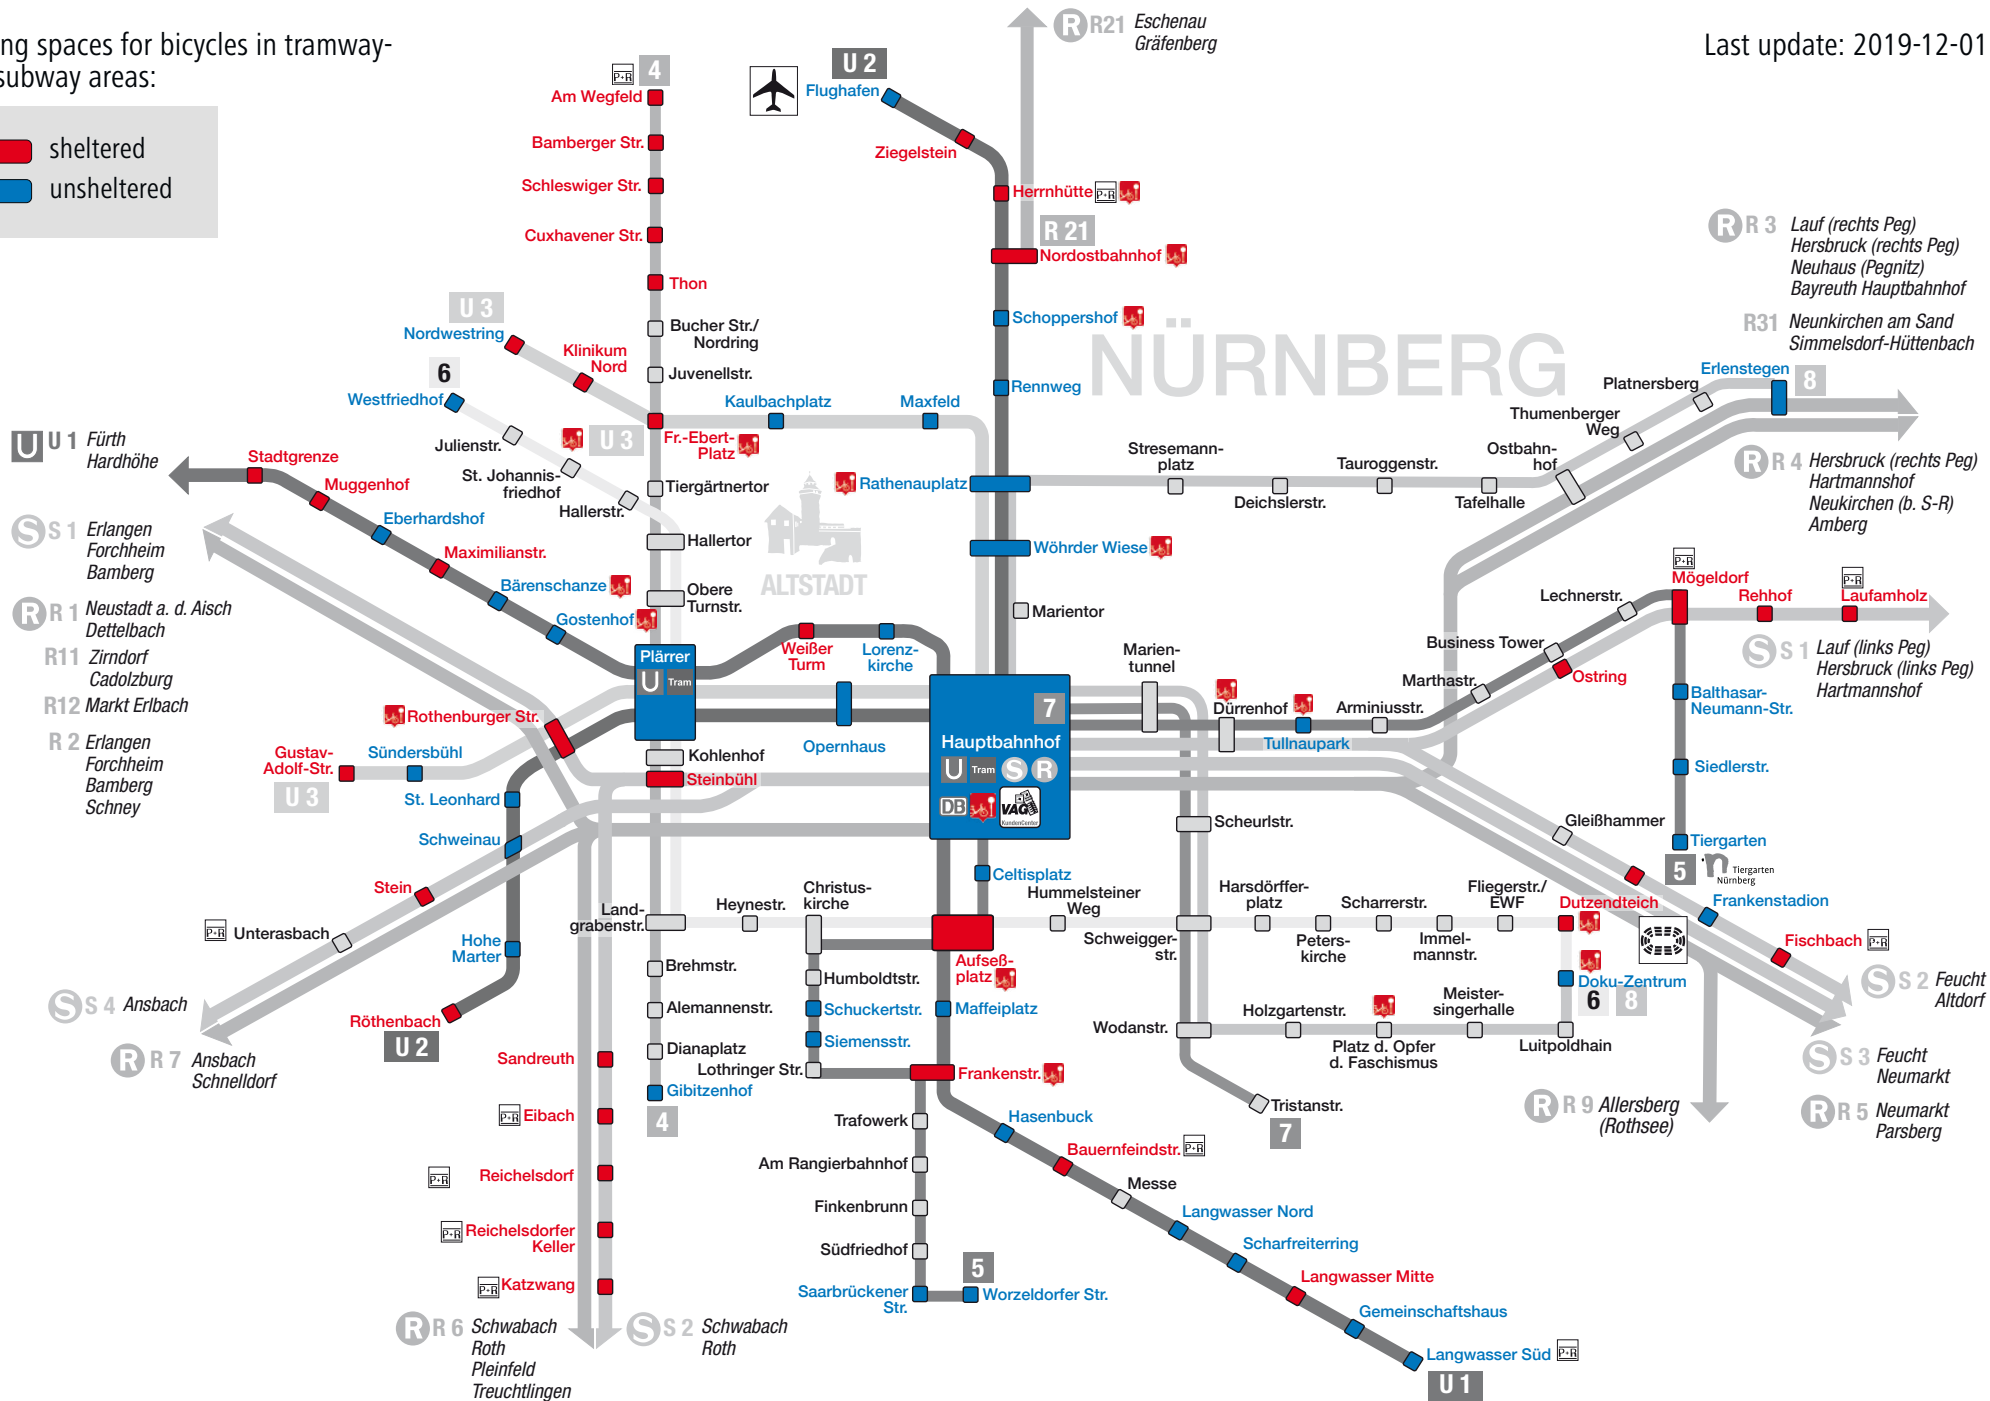 ng spaces for bicycles in tramway-
subway areas:
sheltered
unsheltered
Last update: 2019-12-01
R R21 Eschenau
Gräfenberg
P+R 4
Am Wegfeld
Bamberger Str.
Schleswiger Str.
Cuxhavener Str.
Thon
Bucher Str./
Nordring
Juvenellstr.
U 2
Flughafen
Ziegelstein
Herrnhütte P+R
R 21
Nordostbahnhof
Schoppershof
Rennweg
NÜRNBERG
R R 3 Lauf (rechts Peg)
Hersbruck (rechts Peg)
Neuhaus (Pegnitz)
Bayreuth Hauptbahnhof
R31 Neunkirchen am Sand
Simmelsdorf-Hüttenbach
Erlenstegen
8
Platnersberg
Thumenberger
Weg
Ostbahn-
hof
Tafelhalle
Tauroggenstr.
Deichslerstr.
Stresemann-
platz
R R 4 Hersbruck (rechts Peg)
Hartmannshof
Neukirchen (b. S-R)
Amberg
U 3
Nordwestring
Klinikum
Nord
6
Westfriedhof
Julienstr.
St. Johannis-
friedhof
Hallerstr.
U 3
Fr.-Ebert-
Platz
Kaulbachplatz
Maxfeld
Tiergärtnertor
Hallertor
Obere
Turnstr.
Rathenauplatz
Wöhrder Wiese
Marientor
ALTSTADT
U U 1 Fürth
Hardhöhe
Stadtgrenze
Muggenhof
Eberhardshof
Maximilianstr.
Bärenschanze
Gostenhof
S S 1 Erlangen
Forchheim
Bamberg
R R 1 Neustadt a. d. Aisch
Dettelbach
R11 Zirndorf
Cadolzburg
R12 Markt Erlbach
R 2 Erlangen
Forchheim
Bamberg
Schney
Plärrer
U Tram
Weißer
Turm
Lorenz-
kirche
Opernhaus
7
Hauptbahnhof
U Tram S R
DB VAG
KundenCenter
Marien-
tunnel
Dürrenhof
Tullnaupark
Arminiusstr.
Marthastr.
Business Tower
Lechnerstr.
Ostring
P+R
Mögeldorf
Rehhof
P+R
Laufamholz
S S 1 Lauf (links Peg)
Hersbruck (links Peg)
Hartmannshof
Balthasar-
Neumann-Str.
Siedlerstr.
Tiergarten
5
Tiergarten
Nürnberg
Rothenburger Str.
Gustav-
Adolf-Str.
Sündersbühl
U 3
Kohlenhof
Steinbühl
St. Leonhard
Schweinau
Stein
P+R Unterasbach
Hohe
Marter
Röthenbach
U 2
S S 4 Ansbach
R R 7 Ansbach
Schnelldorf
Land-
grabenstr.
Heynestr.
Christus-
kirche
Celtisplatz
Hummelsteiner
Weg
Aufseß-
platz
Scheurlstr.
Schweigger-
str.
Harsdörffer-
platz
Peters-
kirche
Scharrerstr.
Immel-
mannstr.
Fliegerstr./
EWF
Dutzendteich
Doku-Zentrum
6 8
Gleißhammer
Frankenstadion
Fischbach P+R
S S 2 Feucht
Altdorf
S S 3 Feucht
Neumarkt
R R 5 Neumarkt
Parsberg
R R 9 Allersberg
(Rothsee)
Brehmstr.
Alemannenstr.
Dianaplatz
Gibitzenhof
4
Humboldtstr.
Schuckertstr.
Siemensstr.
Lothringer Str.
Maffeiplatz
Frankenstr.
Wodanstr.
Holzgartenstr.
Platz d. Opfer
d. Faschismus
Meister-
singerhalle
Luitpoldhain
Tristanstr.
7
Sandreuth
P+R Eibach
P+R Reichelsdorf
P+R Reichelsdorfer
Keller
P+R Katzwang
R R 6 Schwabach
Roth
Pleinfeld
Treuchtlingen
S S 2 Schwabach
Roth
Trafowerk
Am Rangierbahnhof
Finkenbrunn
Südfriedhof
Saarbrückener
Str.
5
Worzeldorfer Str.
Hasenbuck
Bauernfeindstr. P+R
Messe
Langwasser Nord
Scharfreiterring
Langwasser Mitte
Gemeinschaftshaus
Langwasser Süd P+R
U 1